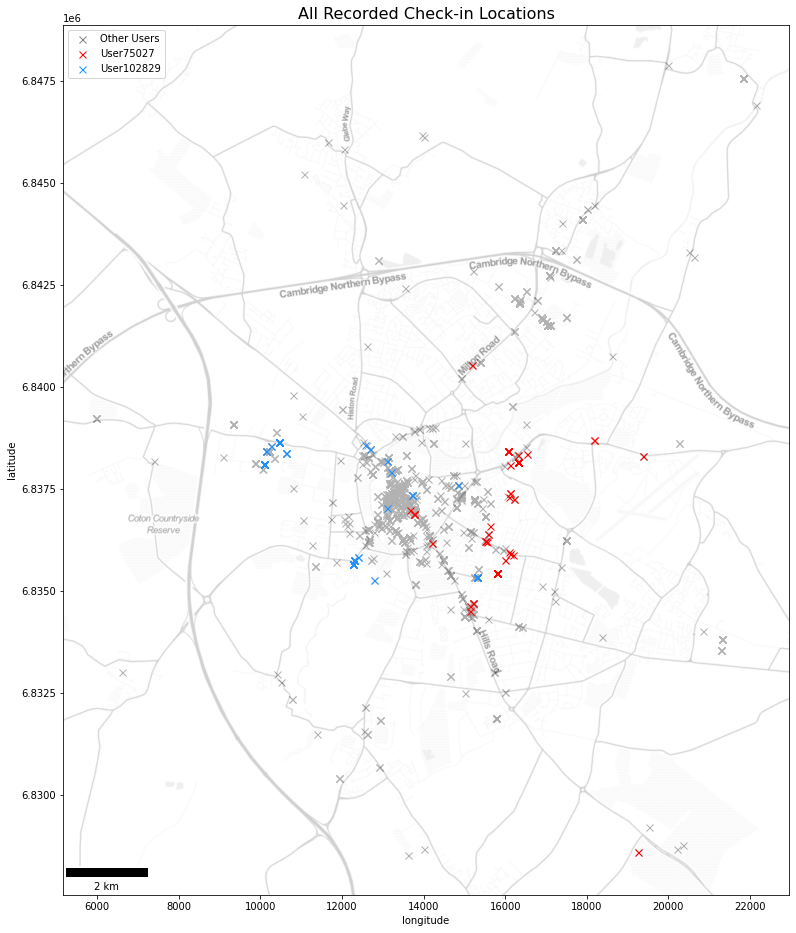 All Recorded Check-in Locations
1e6
Other Users
User75027
User102829
6.8475
6.8450
6.8425
6.8400
6.8375
6.8350
6.8325
6.8300
latitude
Glebe Way
Cambridge Northern Bypass
Cambridge Northern Bypass
rthern Bypass
Milton Road
Histon Road
Cambridge Northern Bypass
Coton Countryside
Reserve
Hills Road
2 km
6000
8000
10000
12000
14000
16000
18000
20000
22000
longitude